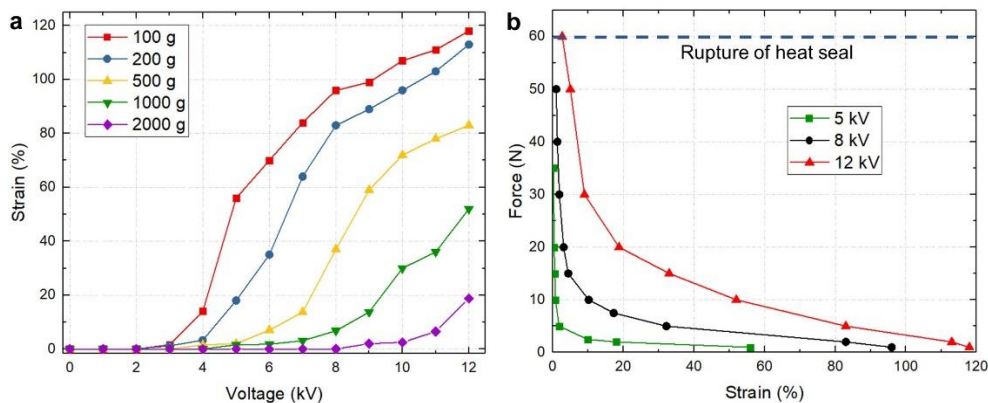 a
120
100
80
60
40
20
0
Strain (%)
100 g
200 g
500 g
1000 g
2000 g
0 2 4 6 8 10 12
Voltage (kV)
b
60
50
40
30
20
10
0
Force (N)
Rupture of heat seal
5 kV
8 kV
12 kV
0 20 40 60 80 100 120
Strain (%)